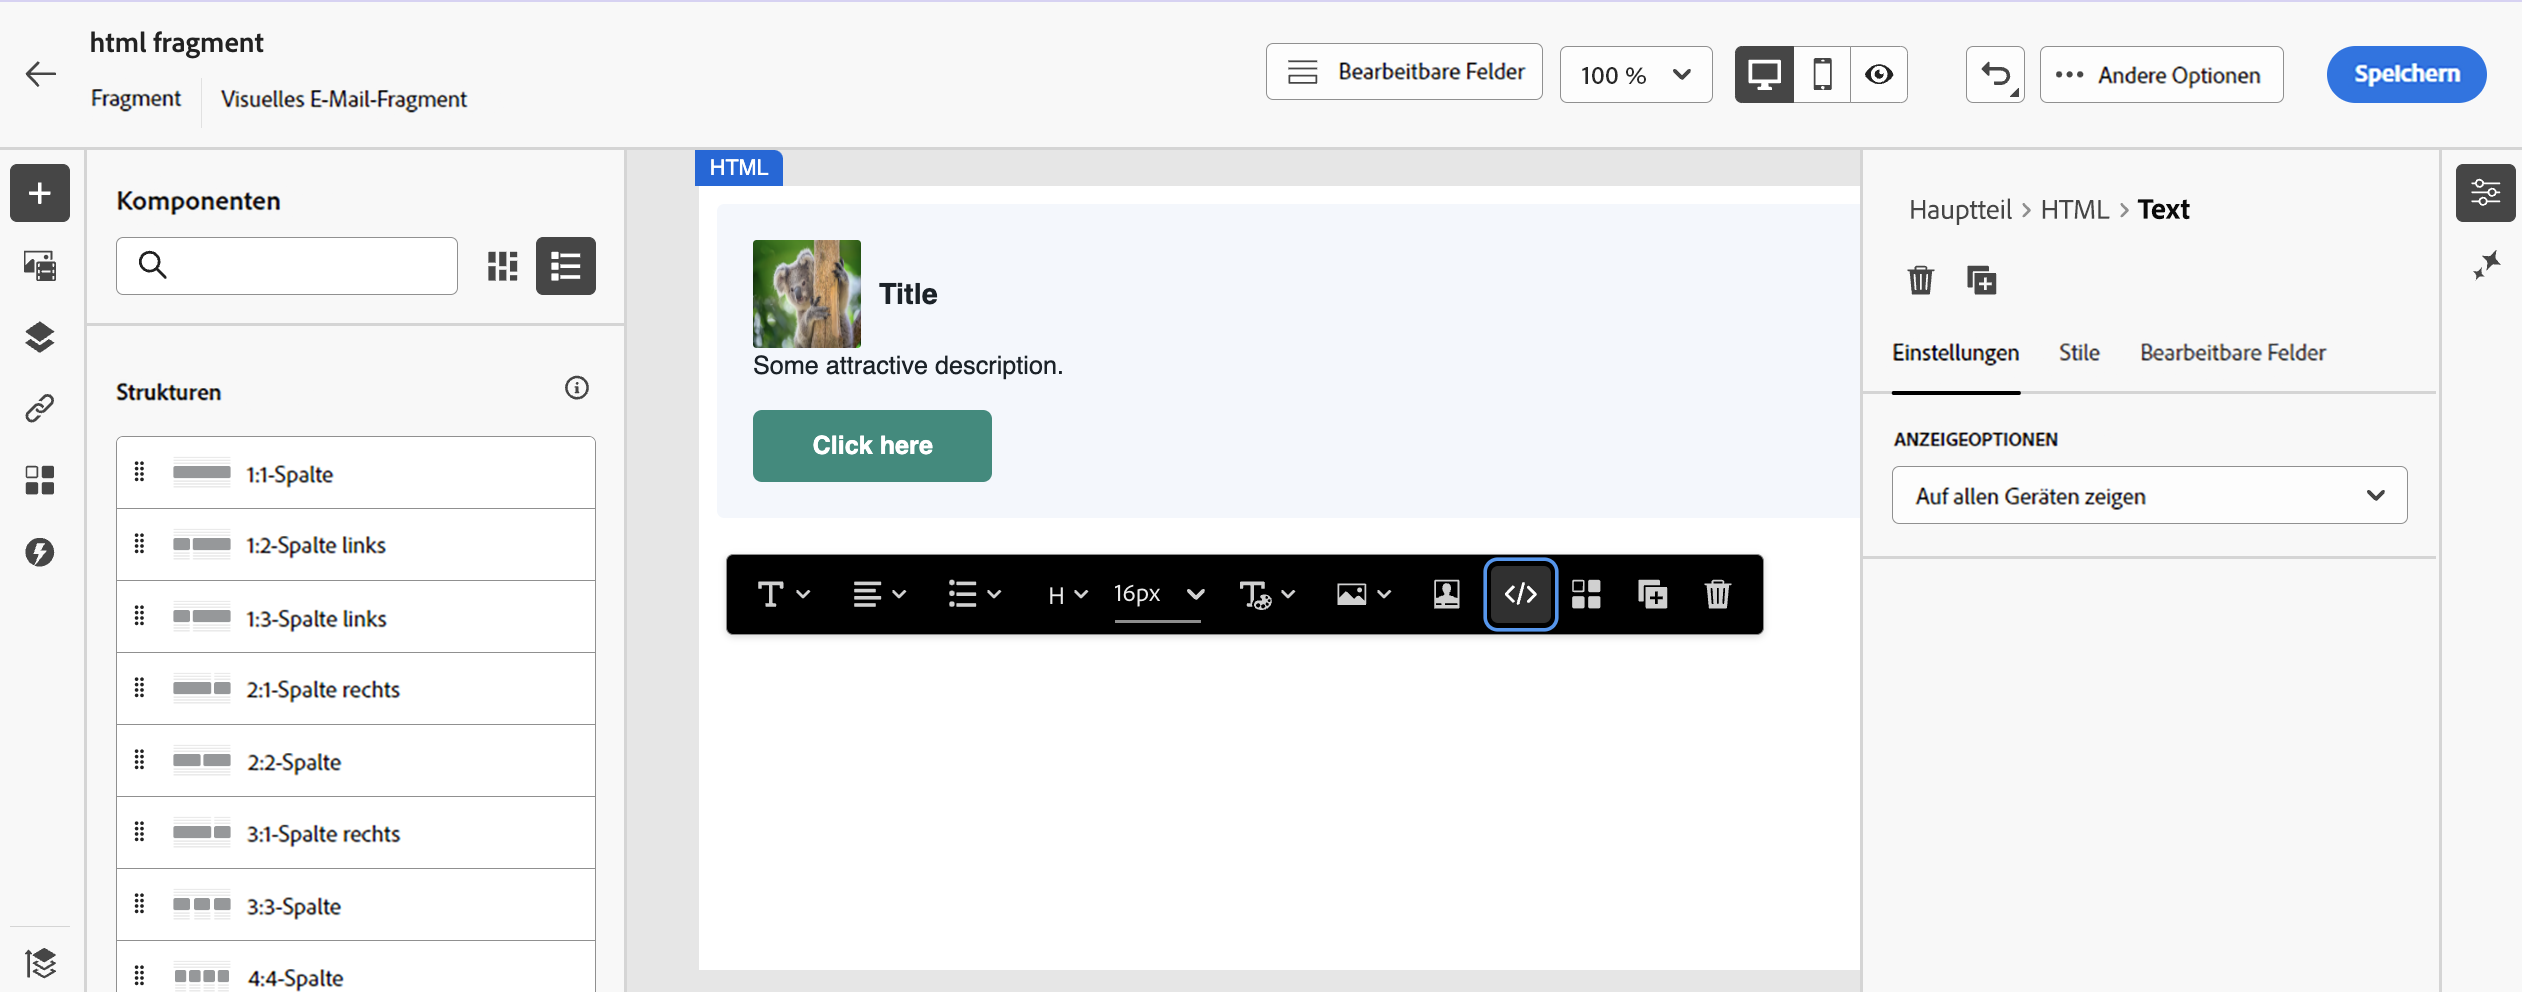 html fragment
Fragment
Visuelles E-Mail-Fragment
Bearbeitbare Felder
100 %
Andere Optionen
Speichern
Komponenten
Strukturen
1:1-Spalte
1:2-Spalte links
1:3-Spalte links
2:1-Spalte rechts
2:2-Spalte
3:1-Spalte rechts
3:3-Spalte
4:4-Spalte
HTML
Title
Some attractive description.
Click here
H
16px
Hauptteil > HTML > Text
Einstellungen
Stile
Bearbeitbare Felder
ANZEIGEOPTIONEN
Auf allen Geräten zeigen